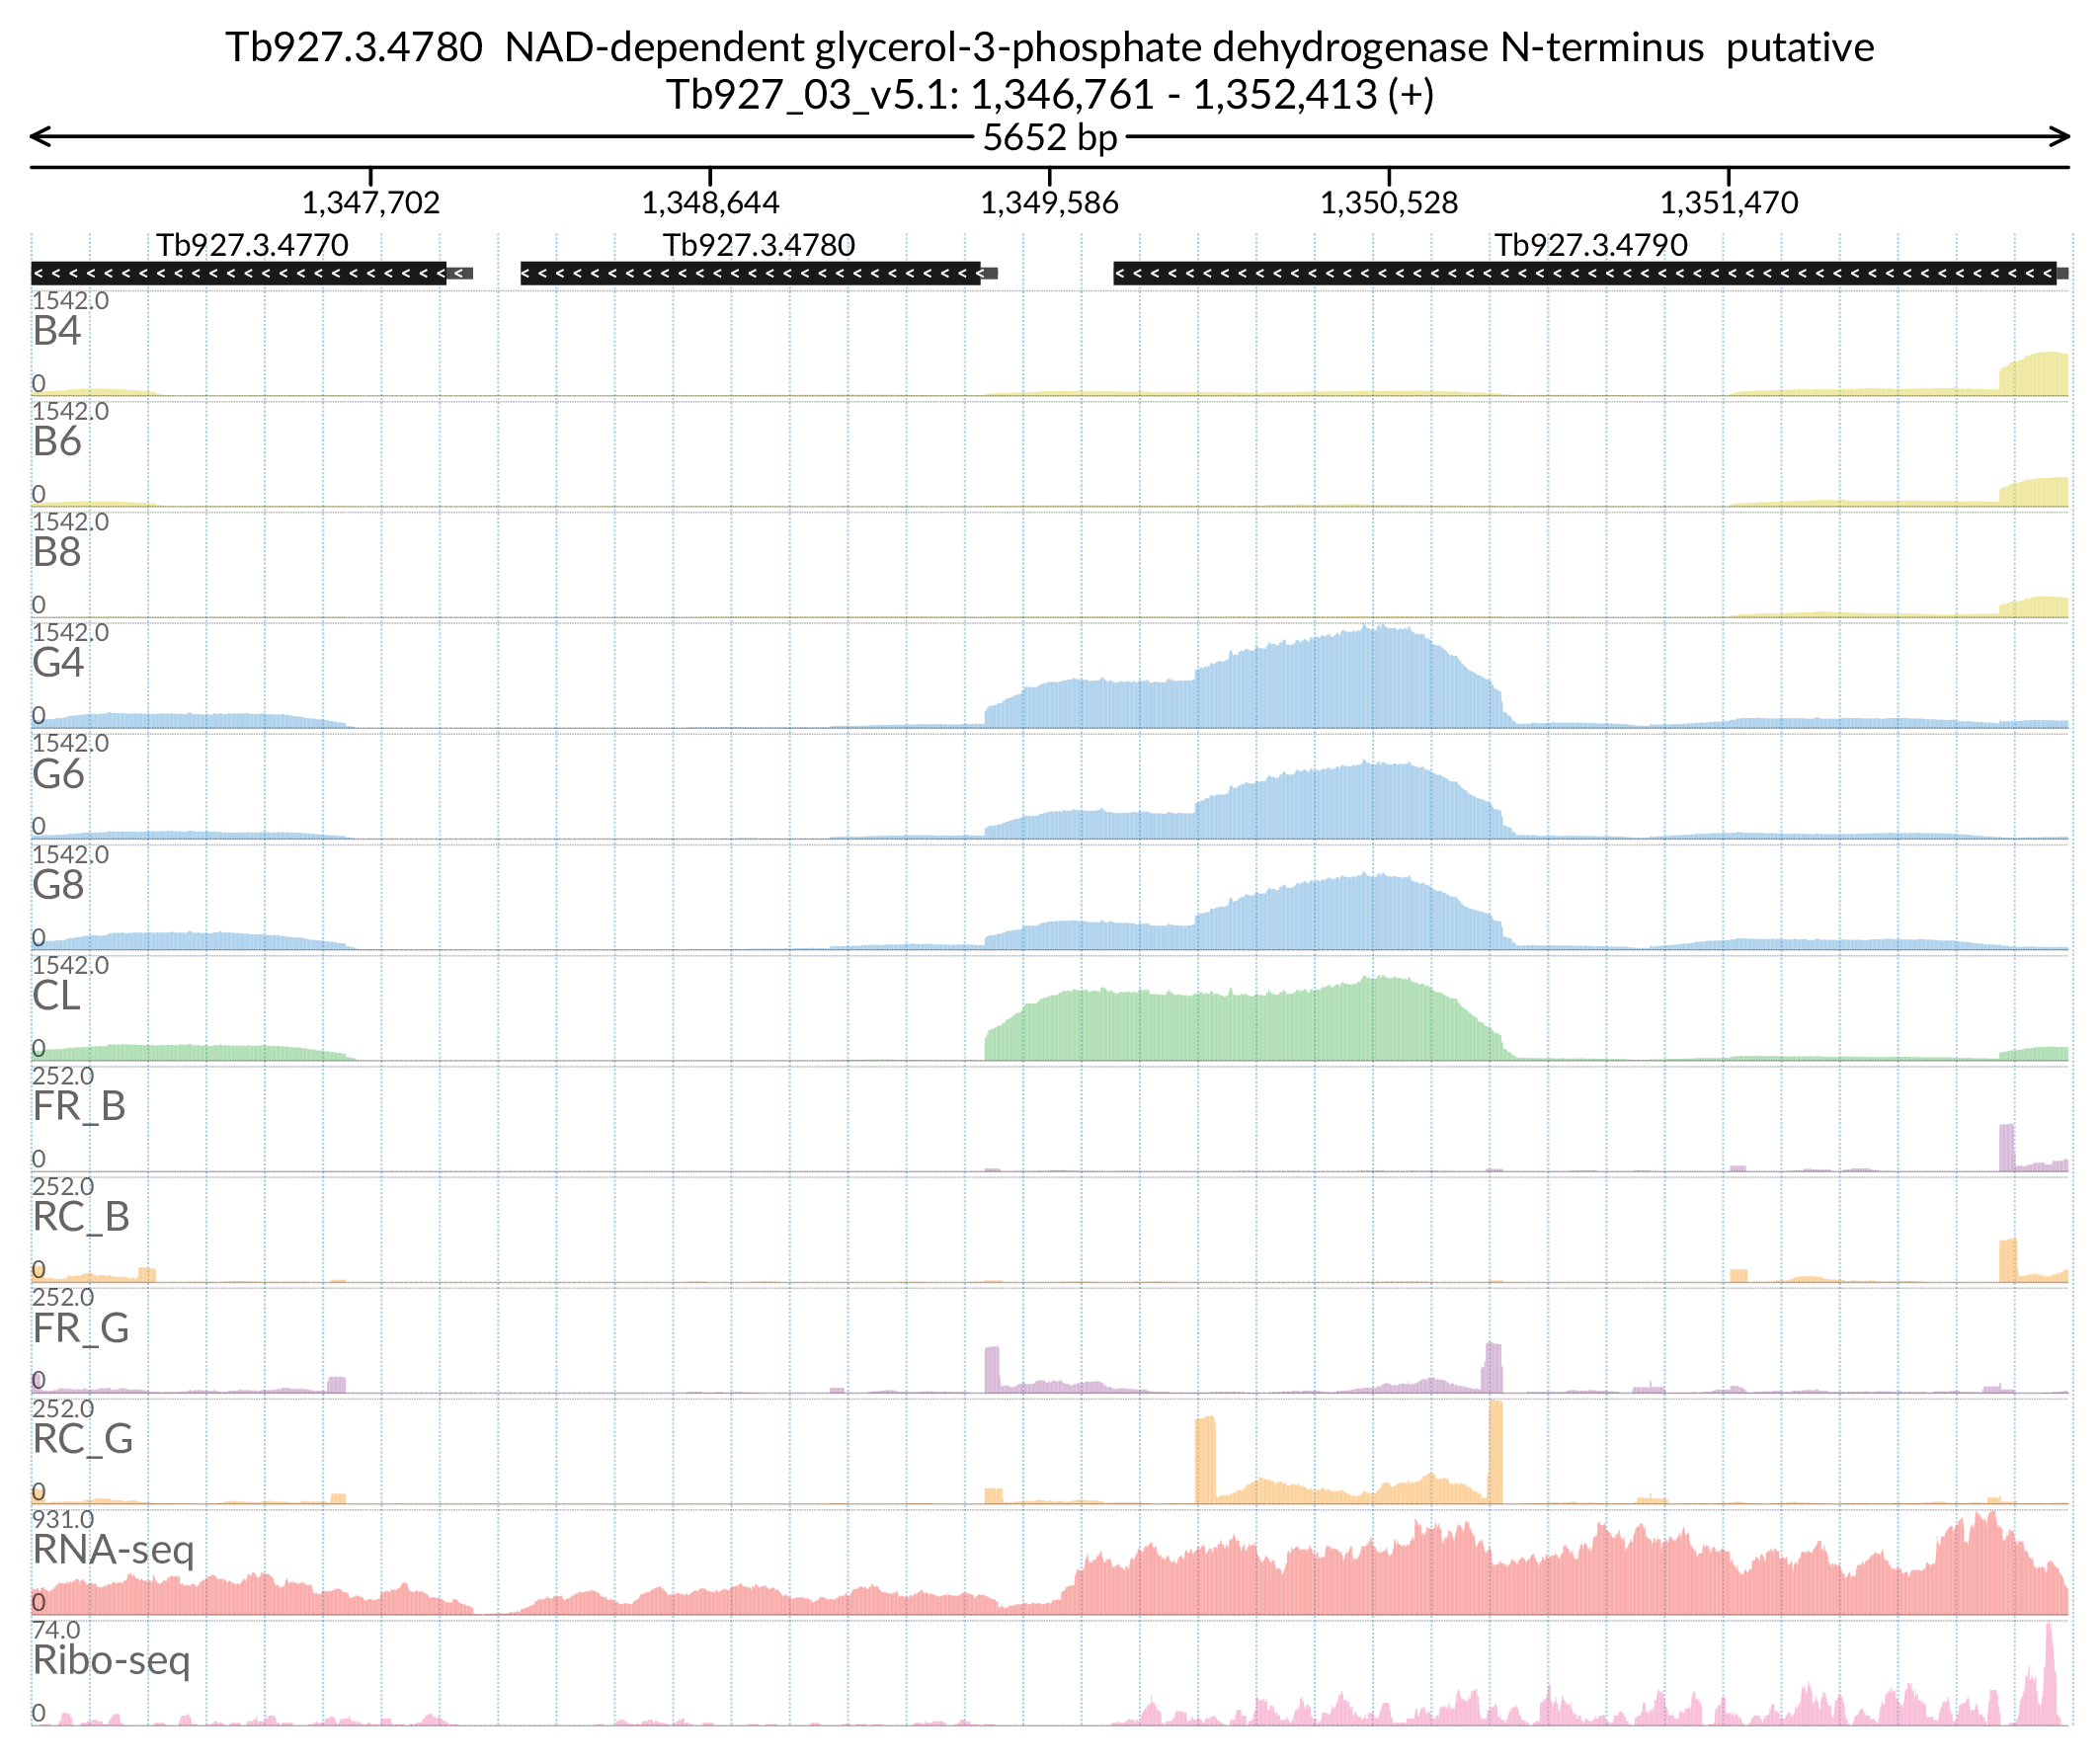 Tb927.3.4780  NAD-dependent glycerol-3-phosphate dehydrogenase N-terminus  putative
Tb927_03_v5.1: 1,346,761 - 1,352,413 (+)
5652 bp
1,347,702 1,348,644 1,349,586 1,350,528 1,351,470
Tb927.3.4770 Tb927.3.4780 Tb927.3.4790
1542.0
B4
0
1542.0
B6
0
1542.0
B8
0
1542.0
G4
0
1542.0
G6
0
1542.0
G8
0
1542.0
CL
0
252.0
FR_B
0
252.0
RC_B
0
252.0
FR_G
0
252.0
RC_G
0
931.0
RNA-seq
0
74.0
Ribo-seq
0